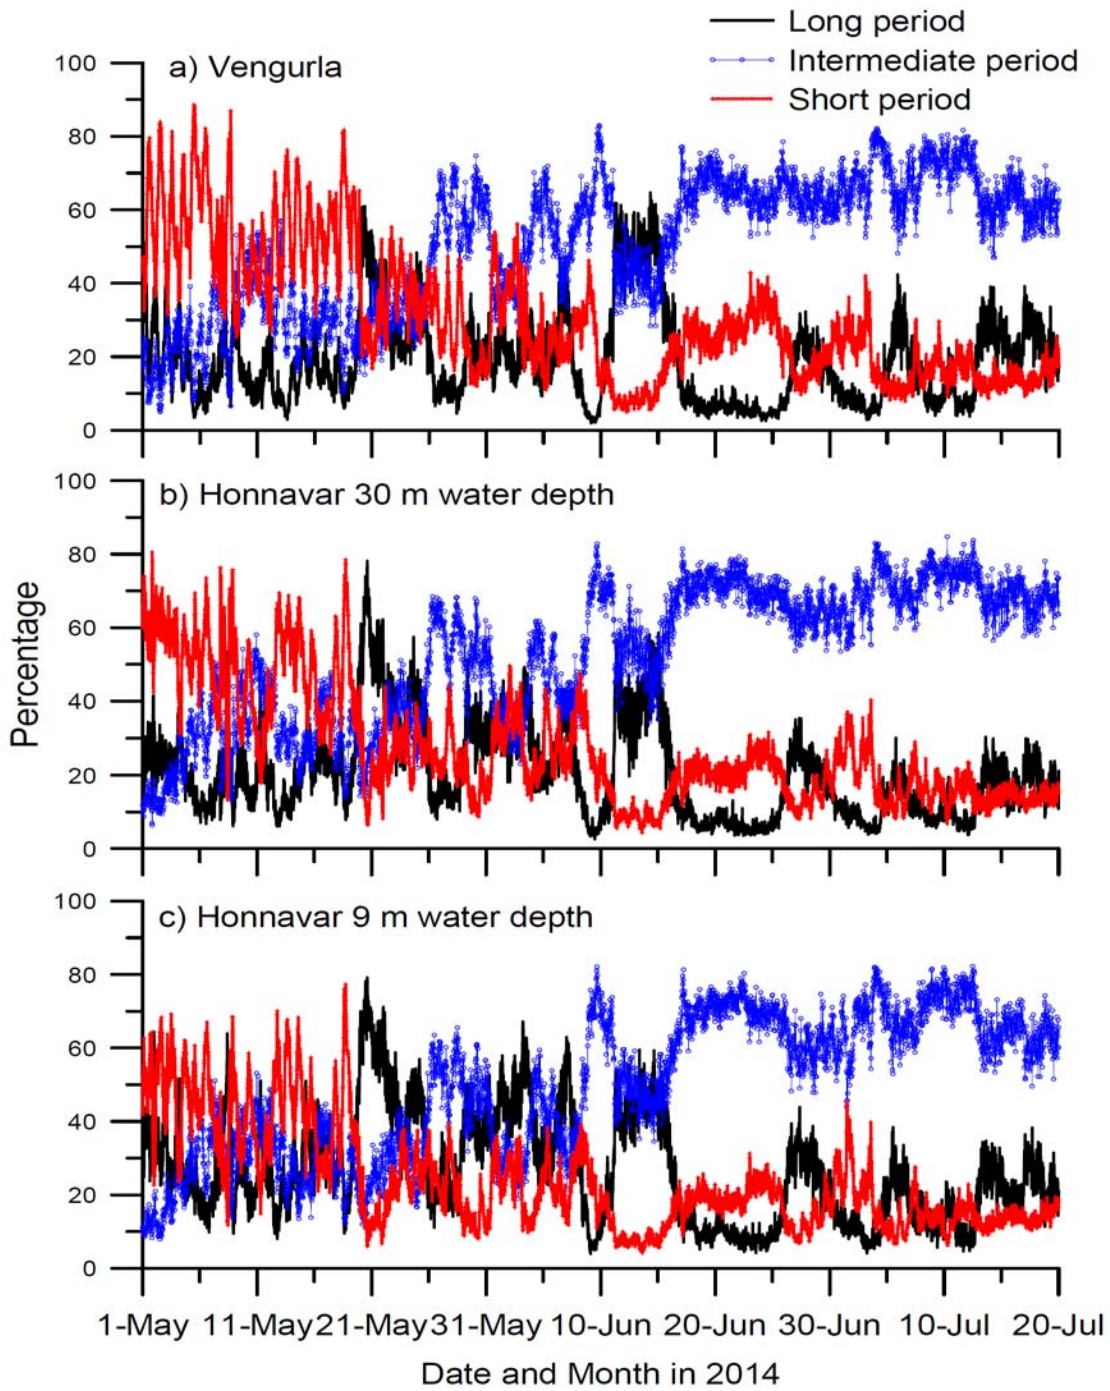 Long period
Intermediate period
Short period
a) Vengurla
100
80
60
40
20
0
b) Honnavar 30 m water depth
100
80
60
40
20
0
Percentage
c) Honnavar 9 m water depth
100
80
60
40
20
0
1-May 11-May 21-May 31-May 10-Jun 20-Jun 30-Jun 10-Jul 20-Jul
Date and Month in 2014